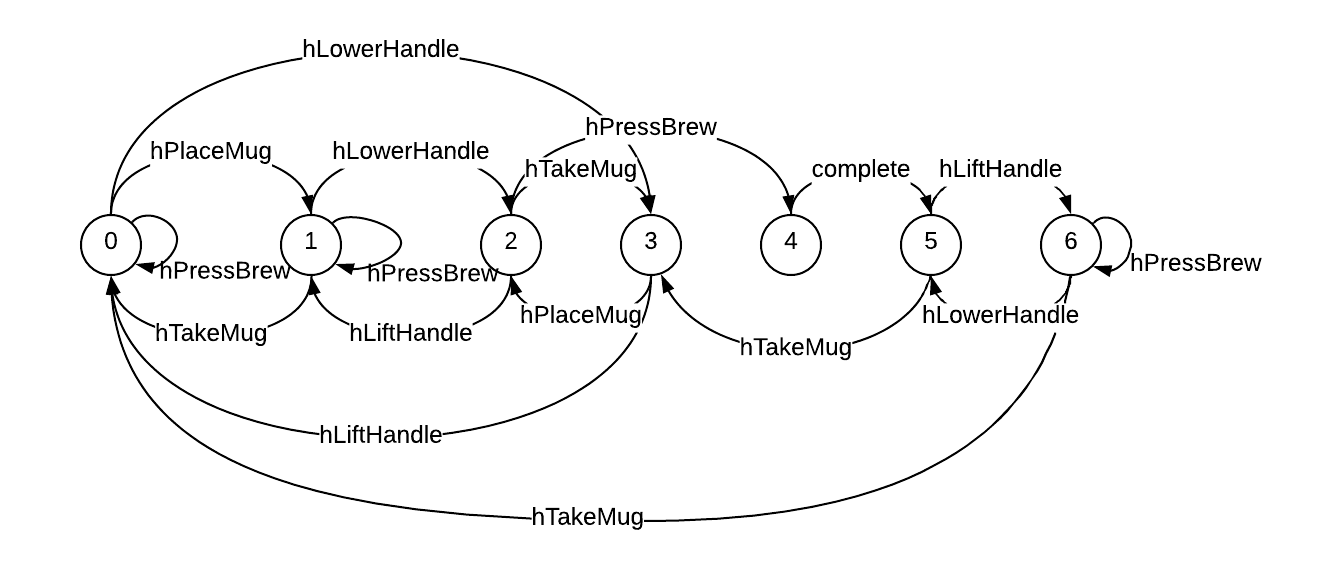 hLowerHandle
hPressBrew
hPlaceMug
hLowerHandle
hTakeMug
complete
hLiftHandle
0
1
2
3
4
5
6
hPressBrew
hPressBrew
hPressBrew
hTakeMug
hLiftHandle
hPlaceMug
hTakeMug
hLowerHandle
hLiftHandle
hTakeMug